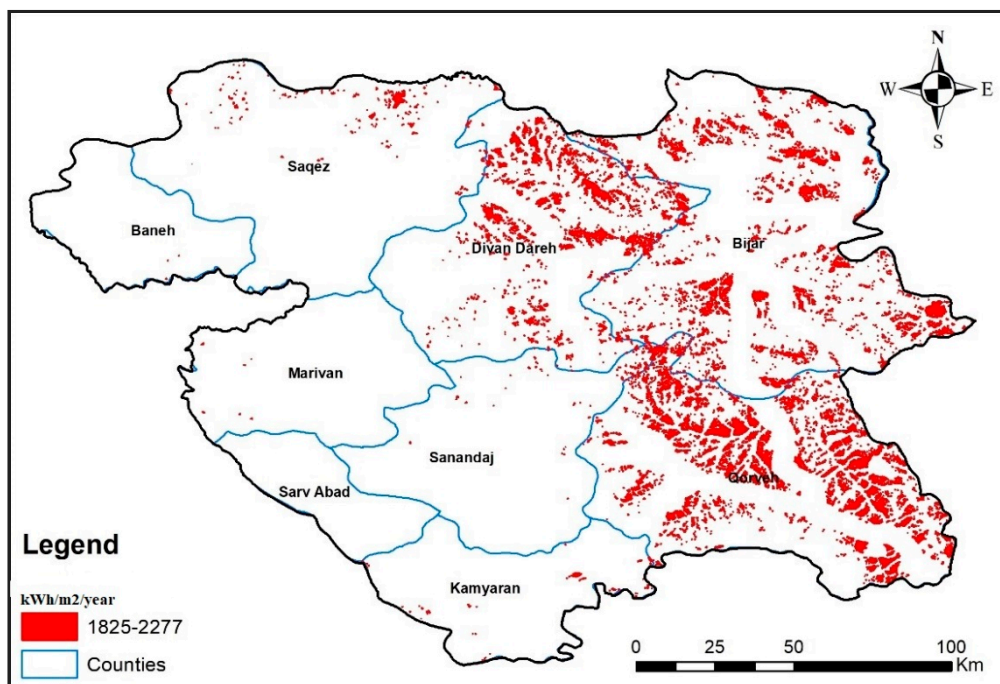 N
W E
S
Saqez
Baneh
Divan Dareh
Bijar
Marivan
Sanandaj
Qorveh
Sarv Abad
Kamyaran
Legend
kWh/m2/year
1825-2277
Counties
0 25 50 100
Km